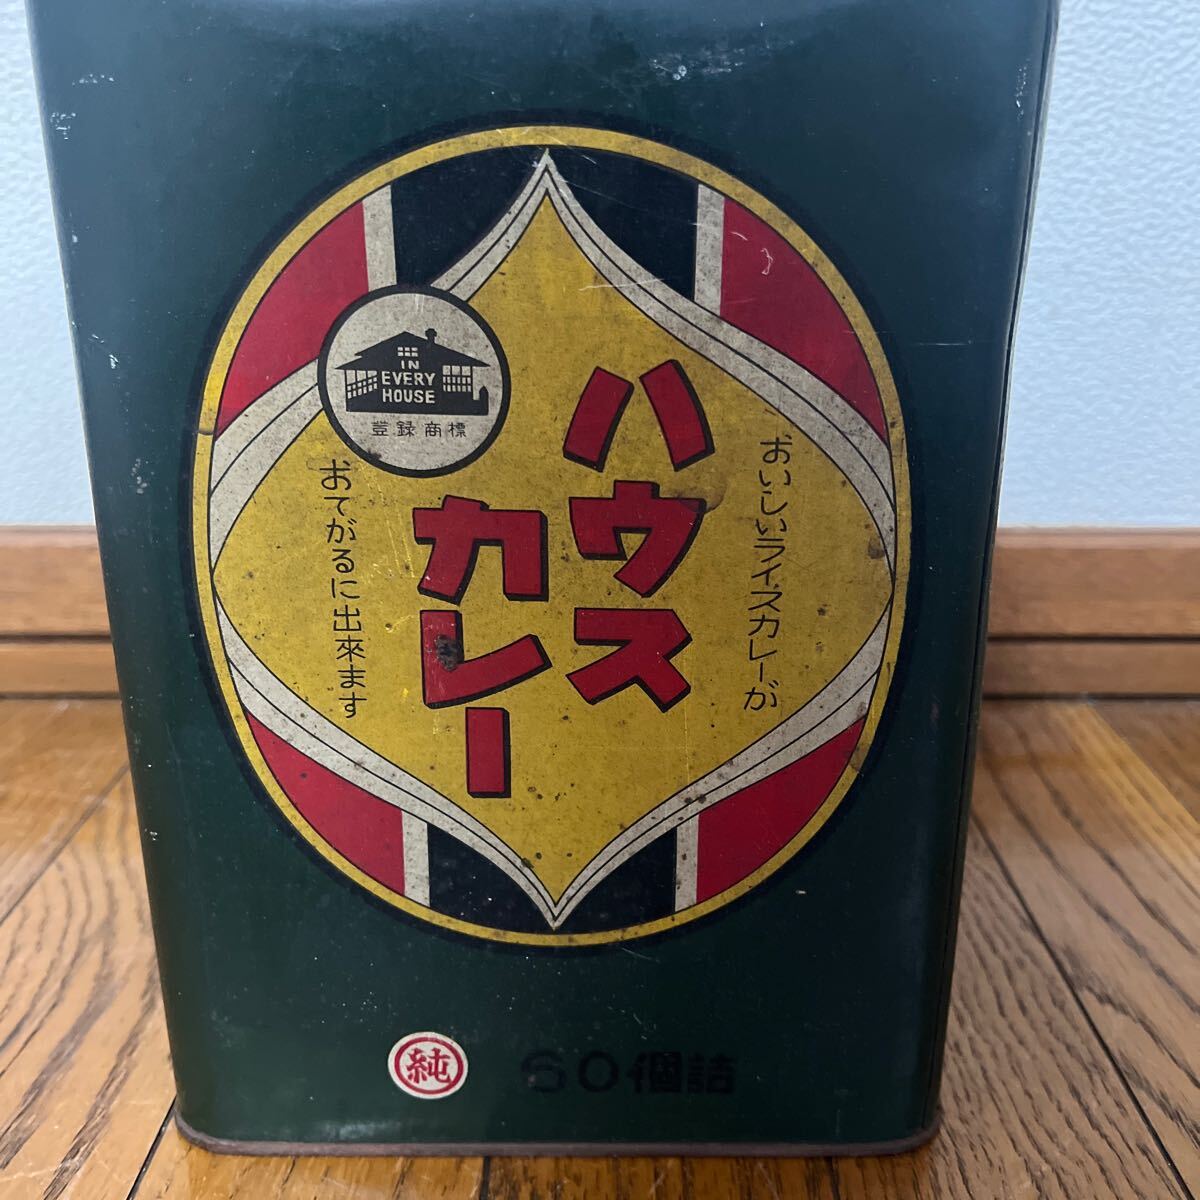 おいしいライスカレーが
ハウス
カレー
IN
EVERY
HOUSE
登録商標
おてがるに出來ます
純
60個詰